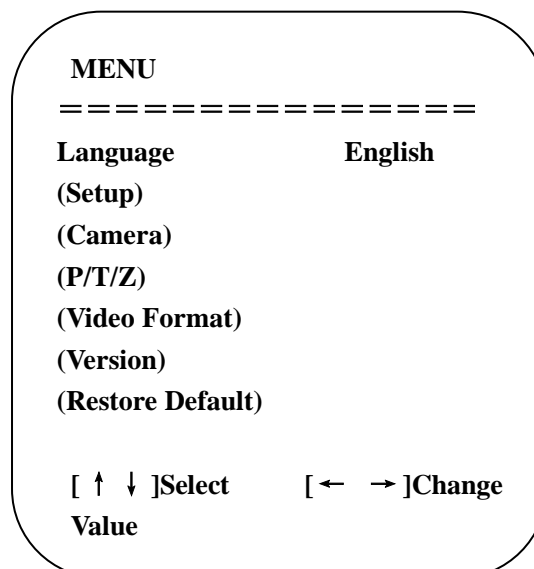 MENU
===============
Language English
(Setup)
(Camera)
(P/T/Z)
(Video Format)
(Version)
(Restore Default)
[ ↑ ↓ ]Select [← →]Change
Value